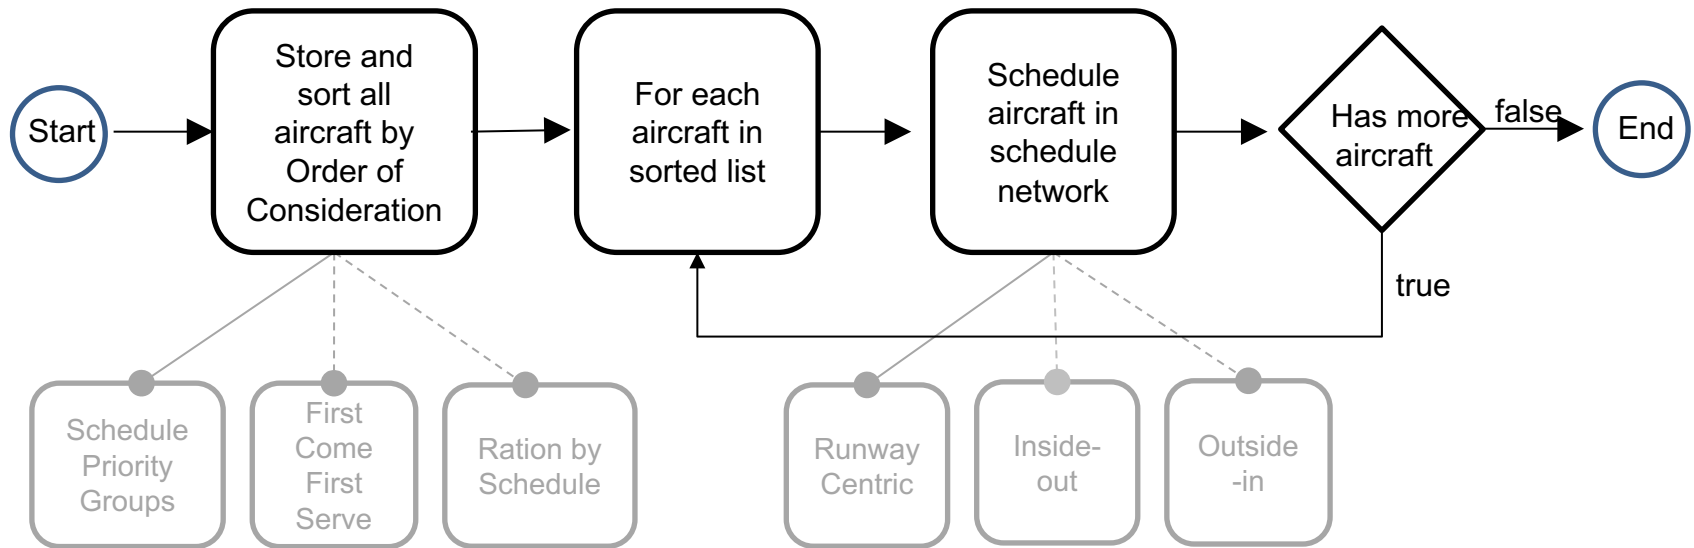 Start
Store and
sort all
aircraft by
Order of
Consideration
For each
aircraft in
sorted list
Schedule
aircraft in
schedule
network
Has more
aircraft
false
End
true
Schedule
Priority
Groups
First
Come
First
Serve
Ration by
Schedule
Runway
Centric
Inside-
out
Outside
-in